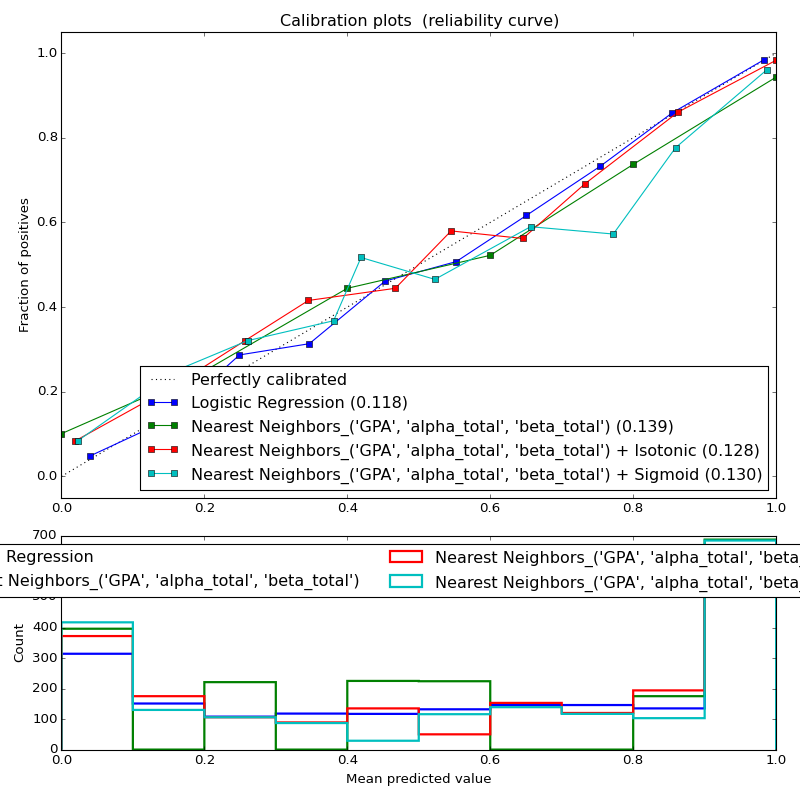 Calibration plots (reliability curve)
1.0
0.8
0.6
0.4
0.2
0.0
Fraction of positives
Perfectly calibrated
Logistic Regression (0.118)
Nearest Neighbors_('GPA', 'alpha_total', 'beta_total') (0.139)
Nearest Neighbors_('GPA', 'alpha_total', 'beta_total') + Isotonic (0.128)
Nearest Neighbors_('GPA', 'alpha_total', 'beta_total') + Sigmoid (0.130)
0.0 0.2 0.4 0.6 0.8 1.0
700
Regression
t Neighbors_('GPA', 'alpha_total', 'beta_total')
Nearest Neighbors_('GPA', 'alpha_total', 'beta_
Nearest Neighbors_('GPA', 'alpha_total', 'beta_
400
300
200
100
0
Count
0.0 0.2 0.4 0.6 0.8 1.0
Mean predicted value